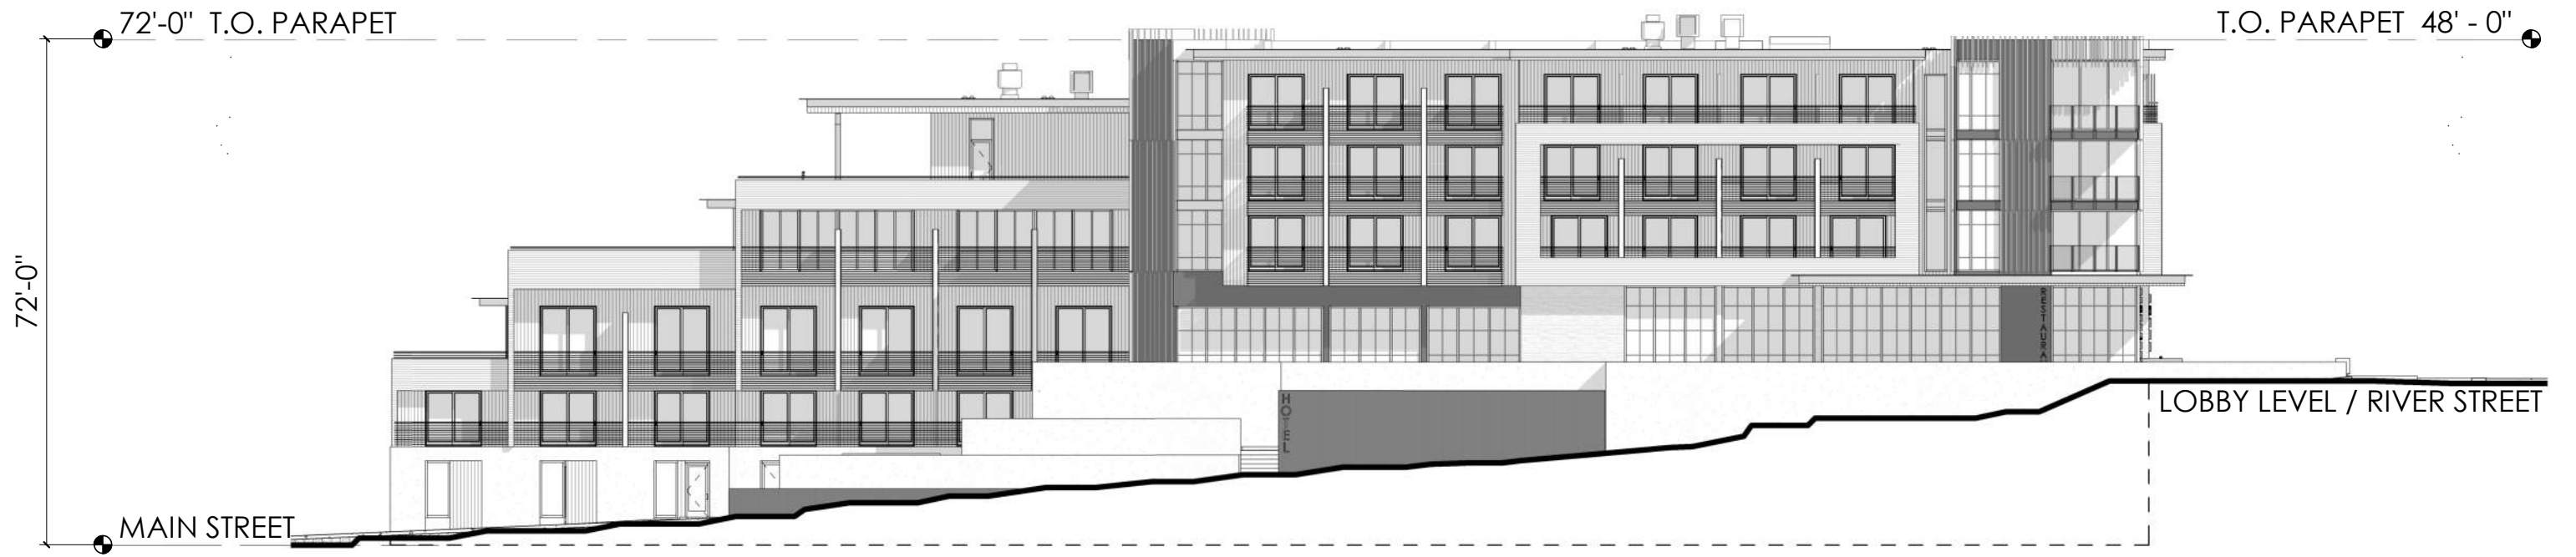 72'-0" T.O. PARAPET
T.O. PARAPET 48' - 0"
72'-0"
RESTAURA
HOTEL
LOBBY LEVEL / RIVER STREET
MAIN STREET